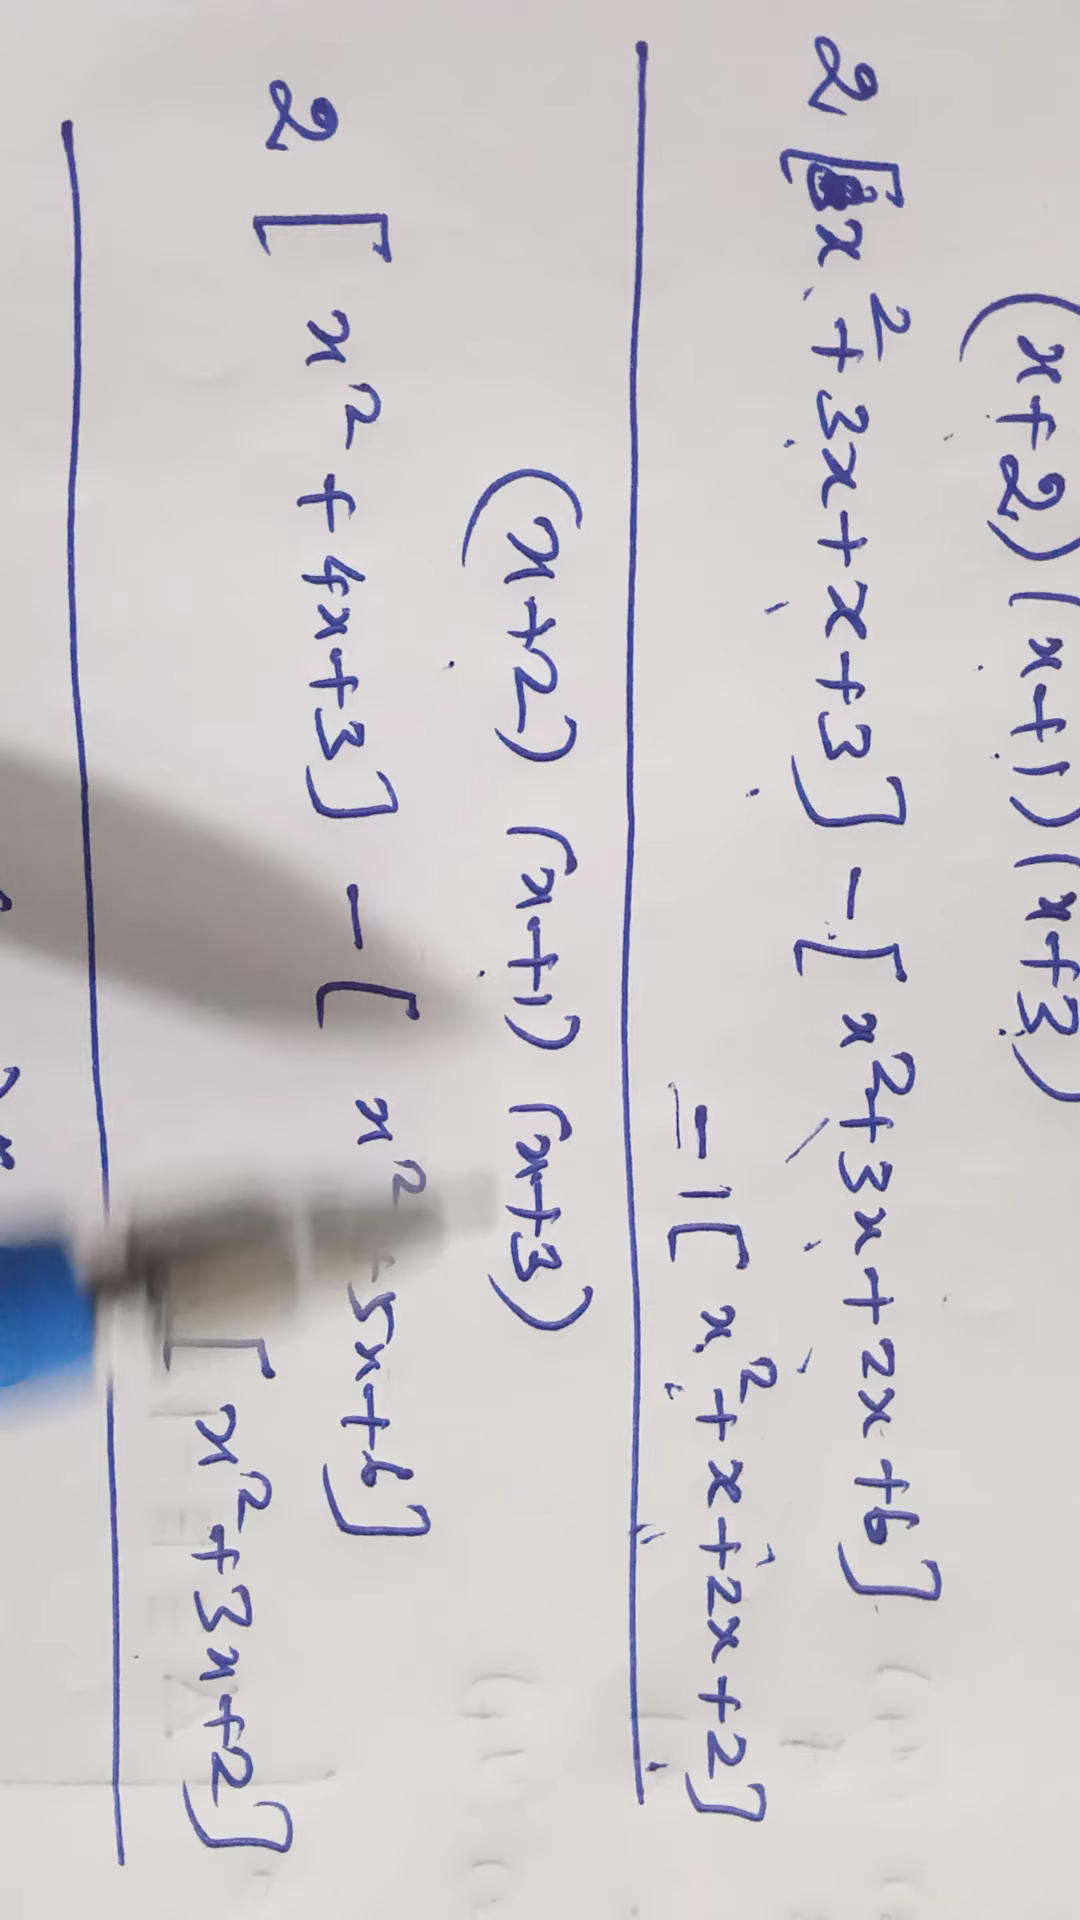 (x+2)(x+1)(x+3)
2[x²+3x+x+3]-[x²+3x+2x+6]
-1[x²+x+2x+2]
(x+2)(x+1)(x+3)
2[x²+4x+3]-[x² 5x+6]
[x²+3x+2]